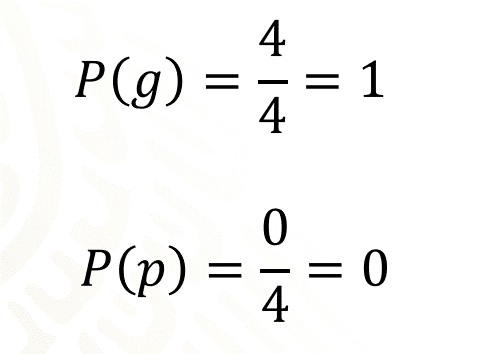 P(g) = 4/4 = 1
P(p) = 0/4 = 0